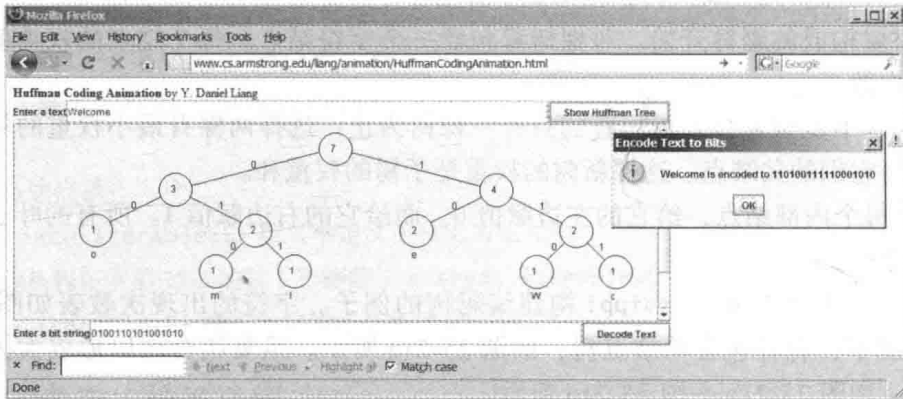 Mozilla Firefox
File Edit View History Bookmarks Tools Help
www.cs.armstrong.edu/liang/animation/HuffmanCodingAnimation.html
Google
Huffman Coding Animation by Y. Daniel Liang
Enter a text Welcome
Show Huffman Tree
7
0
3
4
0 1
0 1
1
2
2
2
o
0 1
e
0 1
1
1
1
1
m
l
W
c
Encode Text to Bits
Welcome is encoded to 110100111110001010
OK
Enter a bit string 0100110101001010
Decode Text
Find:
Next Previous Highlight all Match case
Done